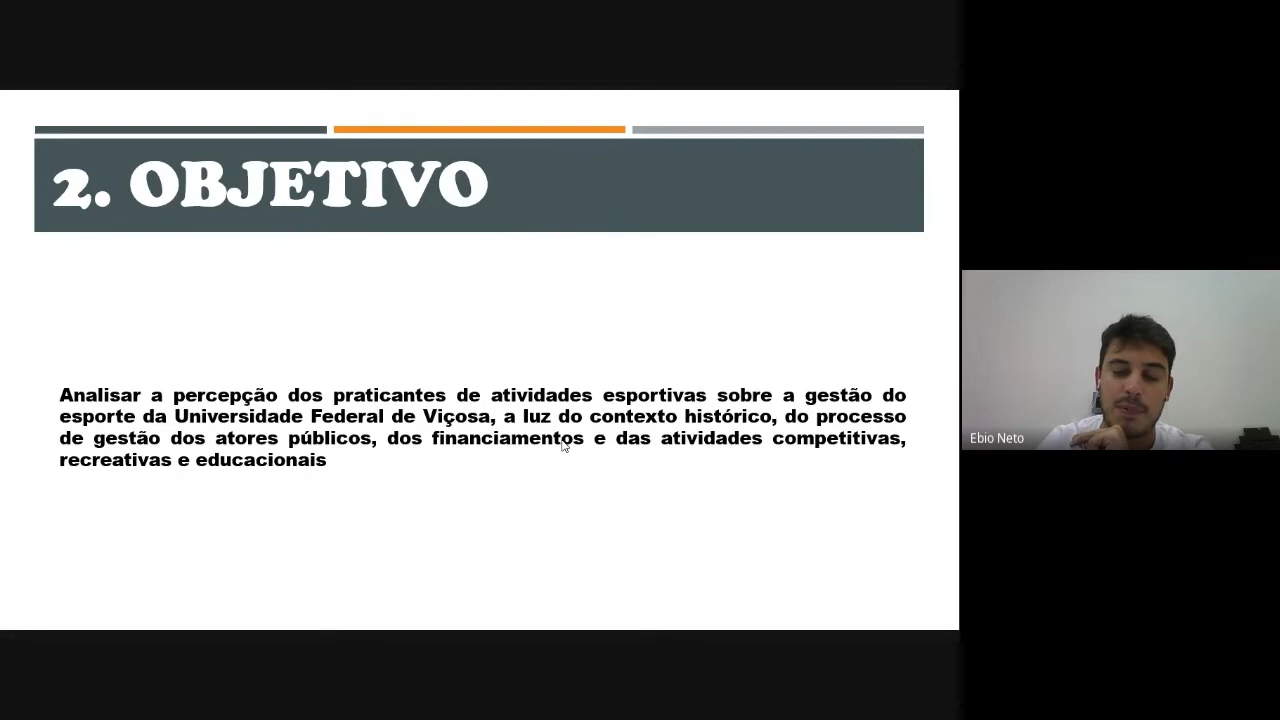 2. OBJETIVO
Analisar a percepção dos praticantes de atividades esportivas sobre a gestão do
esporte da Universidade Federal de Viçosa, a luz do contexto histórico, do processo
de gestão dos atores públicos, dos financiamentos e das atividades competitivas,
recreativas e educacionais
Ebio Neto